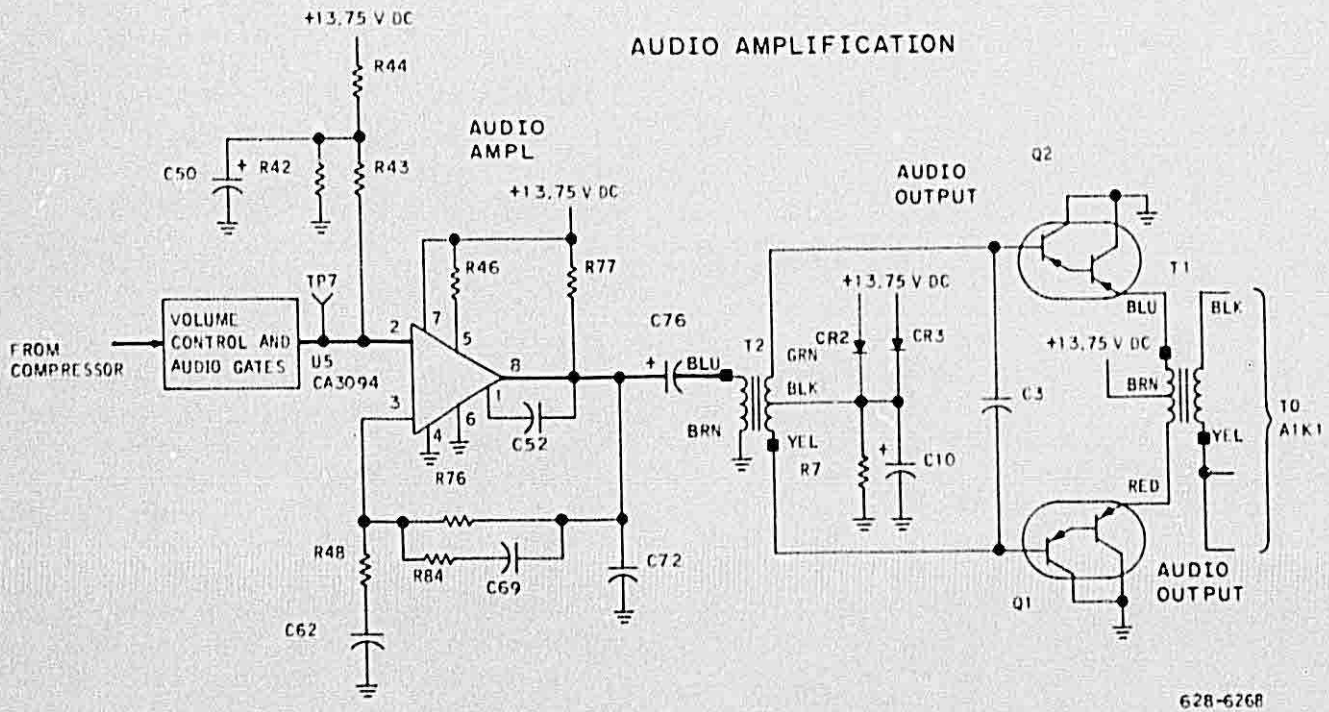 AUDIO AMPLIFICATION
+13.75 V DC
R44
C50
+
R42
R43
AUDIO
AMPL
+13.75 V DC
R46
R77
TP7
FROM
COMPRESSOR
VOLUME
CONTROL AND
AUDIO GATES
U5
CA3094
2
7
5
8
3
4
6
1
C52
R76
R48
R84
C69
C72
C62
C76
+
BLU
T2
BRN
GRN
BLK
YEL
+13.75 V DC
CR2
CR3
R7
+
C10
C3
AUDIO
OUTPUT
Q2
T1
BLU
BLK
+13.75 V DC
BRN
YEL
RED
TO
A1K1
Q1
AUDIO
OUTPUT
628-6268